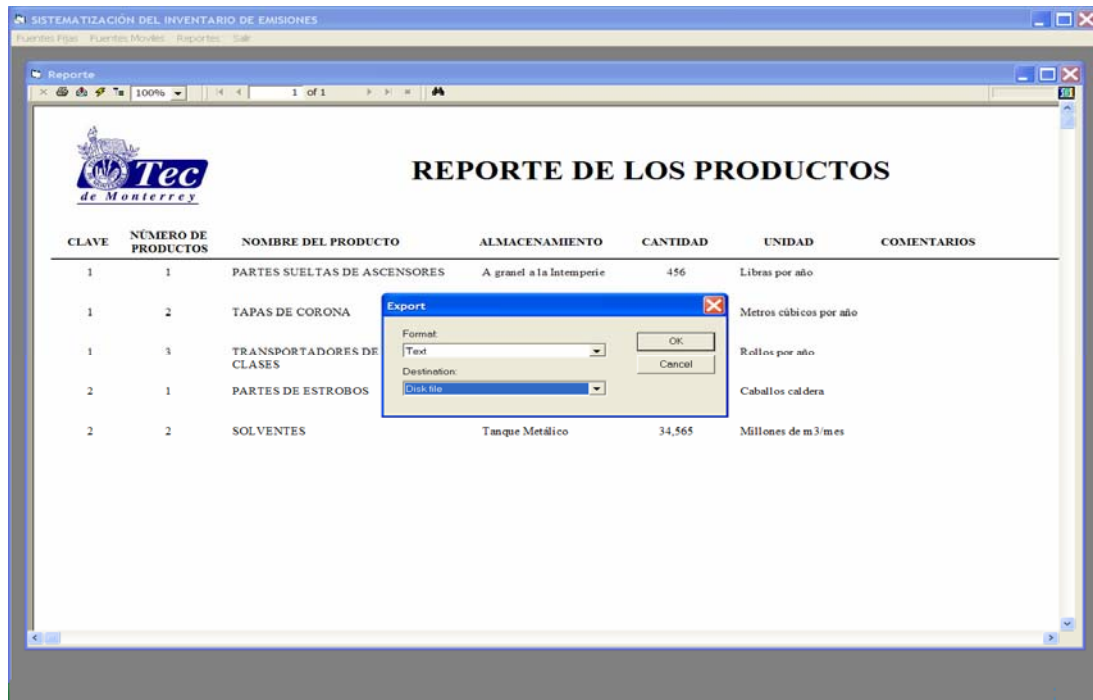 SISTEMATIZACIÓN DEL INVENTARIO DE EMISIONES
Fuentes Fijas Fuentes Moviles Reportes Salir
Reporte
100% 1 of 1
Tec
de Monterrey
REPORTE DE LOS PRODUCTOS
CLAVE NÚMERO DE PRODUCTOS NOMBRE DEL PRODUCTO ALMACENAMIENTO CANTIDAD UNIDAD COMENTARIOS
1 1 PARTES SUELTAS DE ASCENSORES A granel a la Intemperie 456 Libras por año
1 2 TAPAS DE CORONA Metros cúbicos por año
1 3 TRANSPORTADORES DE Rollos por año
CLASES
2 1 PARTES DE ESTROBOS Caballos caldera
2 2 SOLVENTES Tanque Metálico 34,565 Millones de m3/mes
Export
Format:
Text
OK
Cancel
Destination:
Disk file